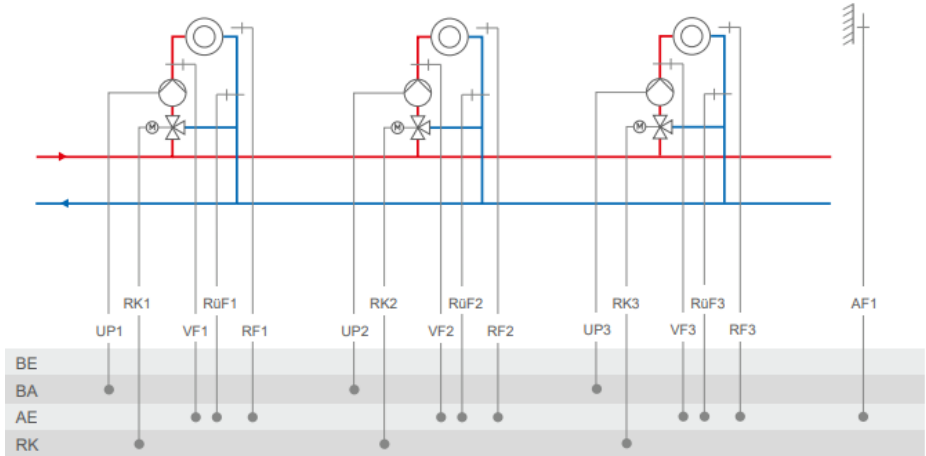 M M M
RK1 RüF1 RK2 RüF2 RK3 RüF3 AF1
UP1 VF1 RF1 UP2 VF2 RF2 UP3 VF3 RF3
BE
BA
AE
RK